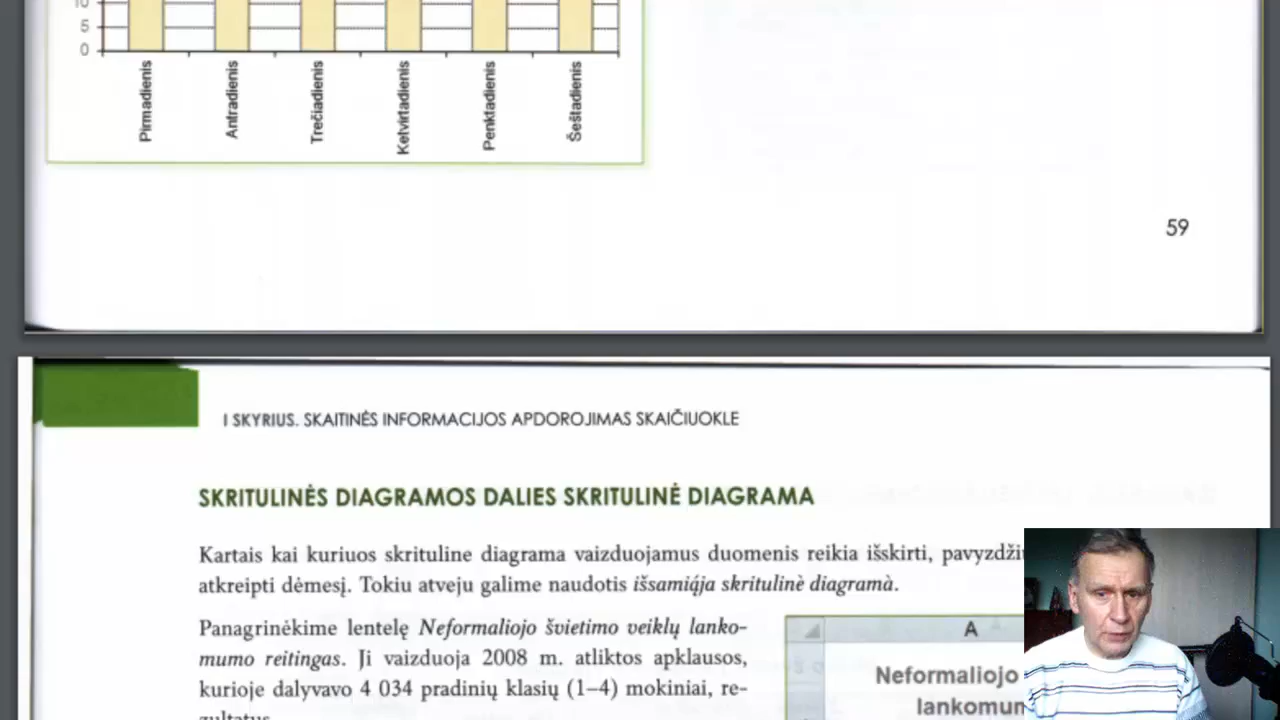 10
5
0
Pirmadienis
Antradienis
Trečiadienis
Ketvirtadienis
Penktadienis
Šeštadienis
59
I SKYRIUS. SKAITINĖS INFORMACIJOS APDOROJIMAS SKAIČIUOKLE
SKRITULINĖS DIAGRAMOS DALIES SKRITULINĖ DIAGRAMA
Kartais kai kuriuos skrituline diagrama vaizduojamus duomenis reikia išskirti,
atkreipti dėmesį. Tokiu atveju galime naudotis išsamiąja skritulinė diagrama.
Panagrinėkime lentelę Neformaliojo švietimo veiklų lanko-
mumo reitingas. Ji vaizduoja 2008 m. atliktos apklausos,
kurioje dalyvavo 4 034 pradinių klasių (1–4) mokiniai, re-
zultatus
A
Neformaliojo